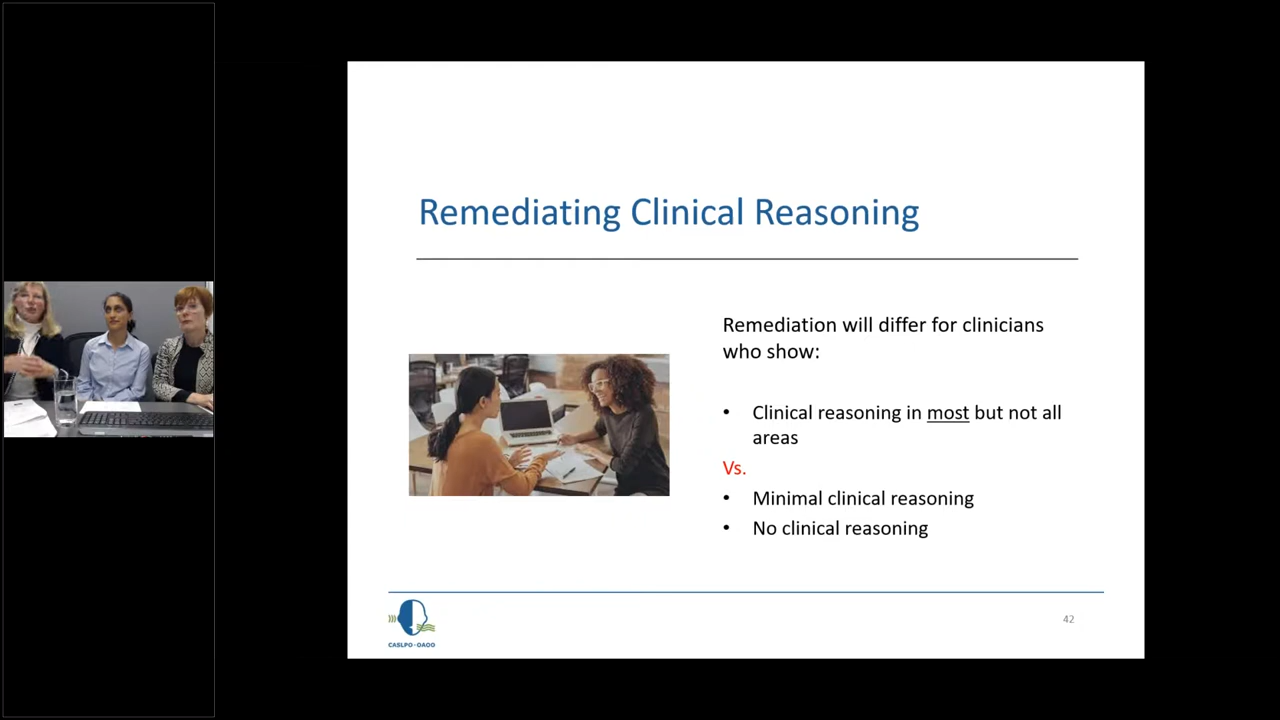 Remediating Clinical Reasoning
Remediation will differ for clinicians
who show:
• Clinical reasoning in most but not all
areas
Vs.
• Minimal clinical reasoning
• No clinical reasoning
CASLPO•OAOO
42